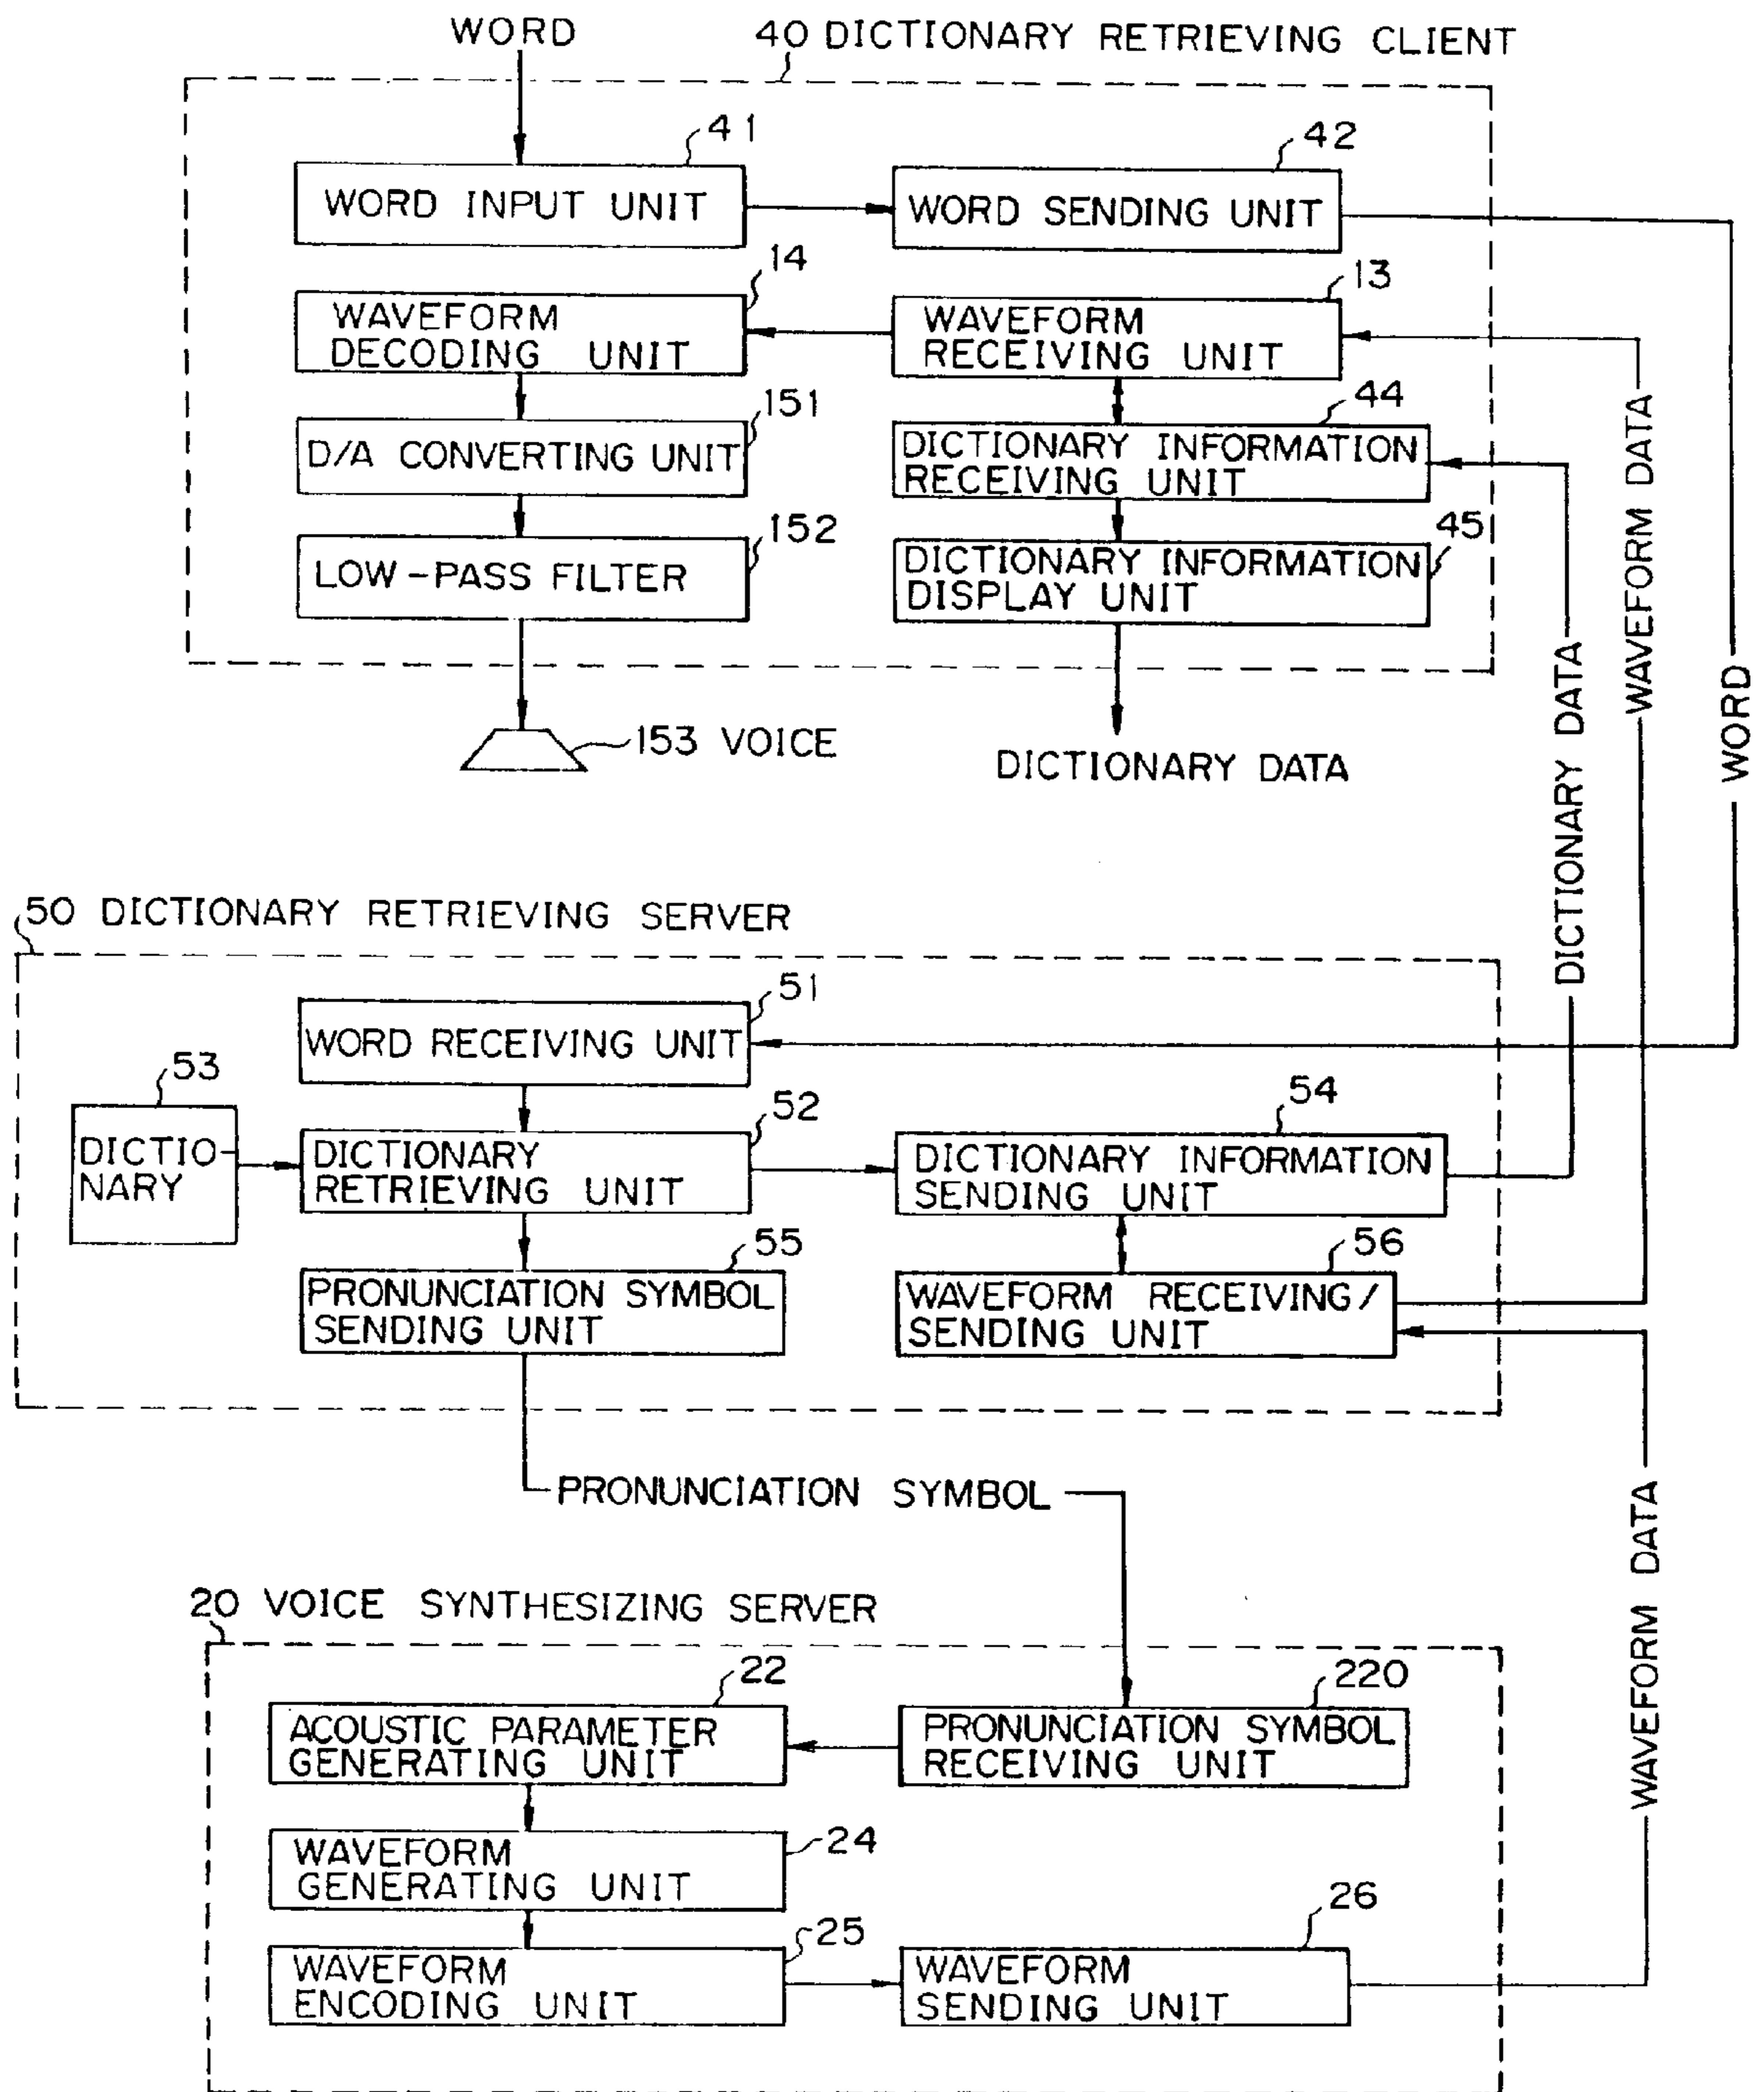 WORD
40 DICTIONARY RETRIEVING CLIENT
41
42
WORD INPUT UNIT
WORD SENDING UNIT
14
13
WAVEFORM
DECODING UNIT
WAVEFORM
RECEIVING UNIT
151
44
D/A CONVERTING UNIT
DICTIONARY INFORMATION
RECEIVING UNIT
152
45
LOW-PASS FILTER
DICTIONARY INFORMATION
DISPLAY UNIT
153 VOICE
DICTIONARY DATA
DICTIONARY DATA
WAVEFORM DATA
WORD
50 DICTIONARY RETRIEVING SERVER
51
WORD RECEIVING UNIT
53
DICTIO-
NARY
52
DICTIONARY
RETRIEVING UNIT
54
DICTIONARY INFORMATION
SENDING UNIT
55
PRONUNCIATION SYMBOL
SENDING UNIT
56
WAVEFORM RECEIVING/
SENDING UNIT
PRONUNCIATION SYMBOL
WAVEFORM DATA
20 VOICE SYNTHESIZING SERVER
22
220
ACOUSTIC PARAMETER
GENERATING UNIT
PRONUNCIATION SYMBOL
RECEIVING UNIT
24
WAVEFORM
GENERATING UNIT
25
26
WAVEFORM
ENCODING UNIT
WAVEFORM
SENDING UNIT